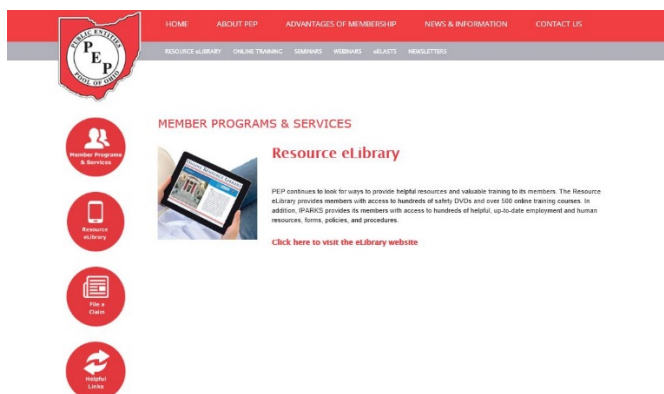 HOME ABOUT PEP ADVANTAGES OF MEMBERSHIP NEWS & INFORMATION CONTACT US
PUBLIC ENTITIES
PEP
POOL OF OHIO
RESOURCE eLIBRARY ONLINE TRAINING SEMINARS WEBINARS eBLASTS NEWSLETTERS
MEMBER PROGRAMS & SERVICES
Member Programs
& Services
Resource eLibrary
PEP continues to look for ways to provide helpful resources and valuable training to its members. The Resource
eLibrary provides members with access to hundreds of safety DVDs and over 500 online training courses. In
addition, IPARKS provides its members with access to hundreds of helpful, up-to-date employment and human
resources, forms, policies, and procedures.
Click here to visit the eLibrary website
Resource
eLibrary
File a
Claim
Helpful
Links